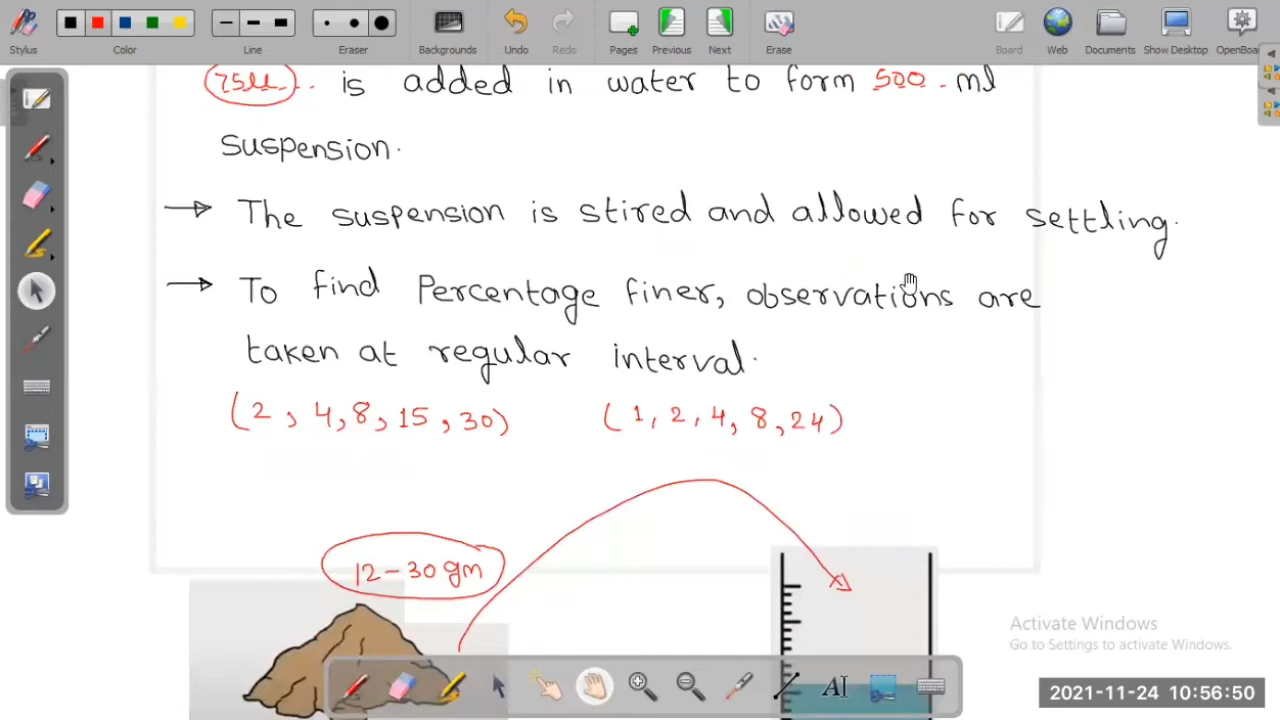 Stylus
Color
Line
Eraser
Backgrounds
Undo
Redo
Pages
Previous
Next
Erase
Board
Web
Documents
Show Desktop
OpenBoa
75μ.. is added in water to form 500 . ml
suspension.
→ The suspension is stired and allowed for settling.
→ To find Percentage finer, observations are
taken at regular interval.
(2 , 4,8, 15 , 30) ( 1, 2, 4, 8, 24)
12-30 gm
AI
Activate Windows
Go to Settings to activate Windows.
2021-11-24 10:56:50